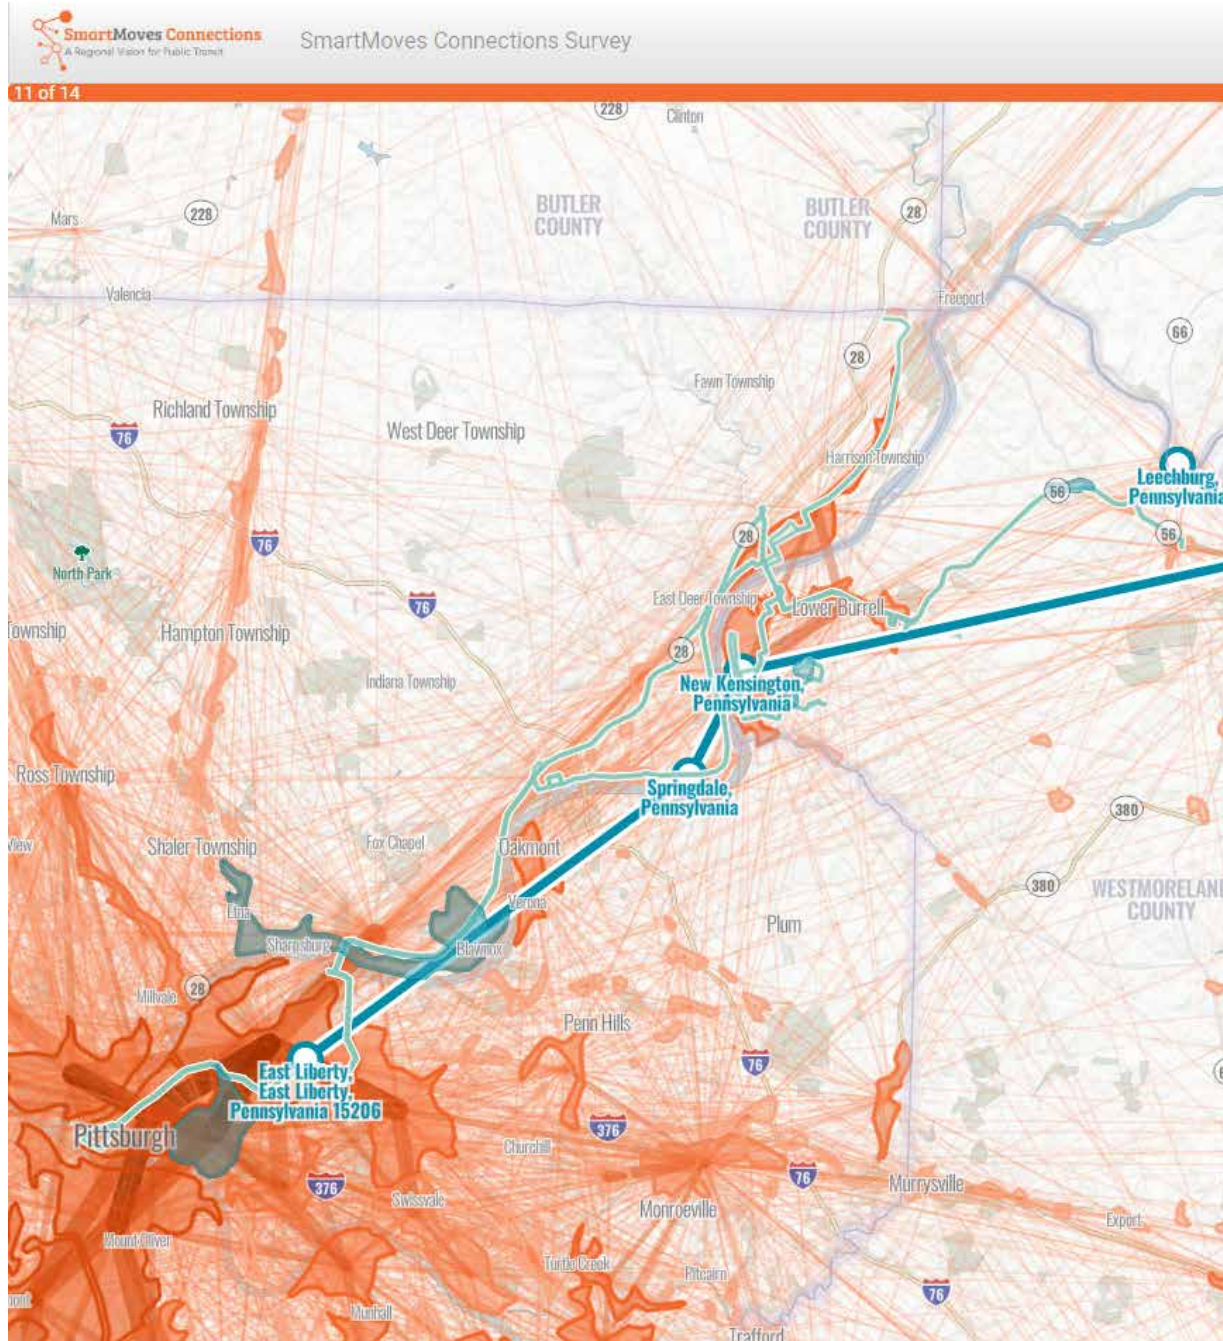 SmartMoves Connections
A Regional Vision for Public Transit
SmartMoves Connections Survey
11 of 14
228
Clinton
BUTLER
COUNTY
BUTLER
COUNTY
28
228
Mars
Valencia
Freeport
66
28
Fawn Township
Richland Township
76
West Deer Township
Harrison Township
Leechburg,
Pennsylvania
56
56
28
76
North Park
East Deer Township
Lower Burrell
76
Township
Hampton Township
28
Indiana Township
New Kensington,
Pennsylvania
Ross Township
Springdale,
Pennsylvania
380
View
Shaler Township
Fox Chapel
Oakmont
380
WESTMORELAND
COUNTY
Verona
Etna
Plum
Sharpsburg
Blawnox
Millvale
28
Penn Hills
76
East Liberty,
East Liberty,
Pennsylvania 15206
Pittsburgh
376
Churchill
76
376
Swissvale
Murrysville
Monroeville
Export
Mount Oliver
Turtle Creek
Pitcairn
76
Munhall
Trafford